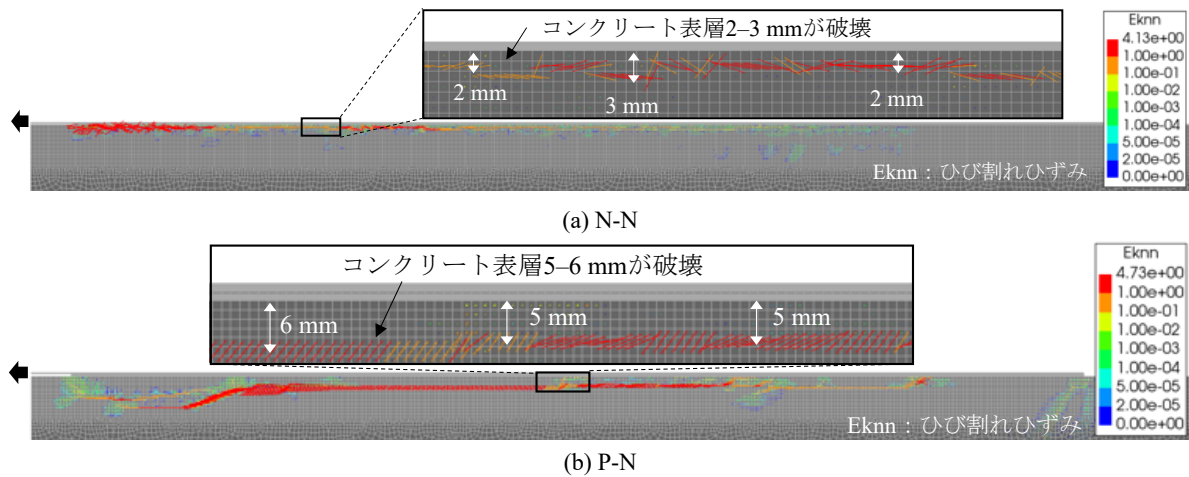 コンクリート表層2–3 mmが破壊
2 mm
3 mm
2 mm
Eknn
4.13e+00
1.00e+00
1.00e-01
1.00e-02
1.00e-03
1.00e-04
5.00e-05
2.00e-05
0.00e+00
Eknn：ひび割れひずみ
(a) N-N
コンクリート表層5–6 mmが破壊
6 mm
5 mm
5 mm
Eknn
4.73e+00
1.00e+00
1.00e-01
1.00e-02
1.00e-03
1.00e-04
5.00e-05
2.00e-05
0.00e+00
Eknn：ひび割れひずみ
(b) P-N